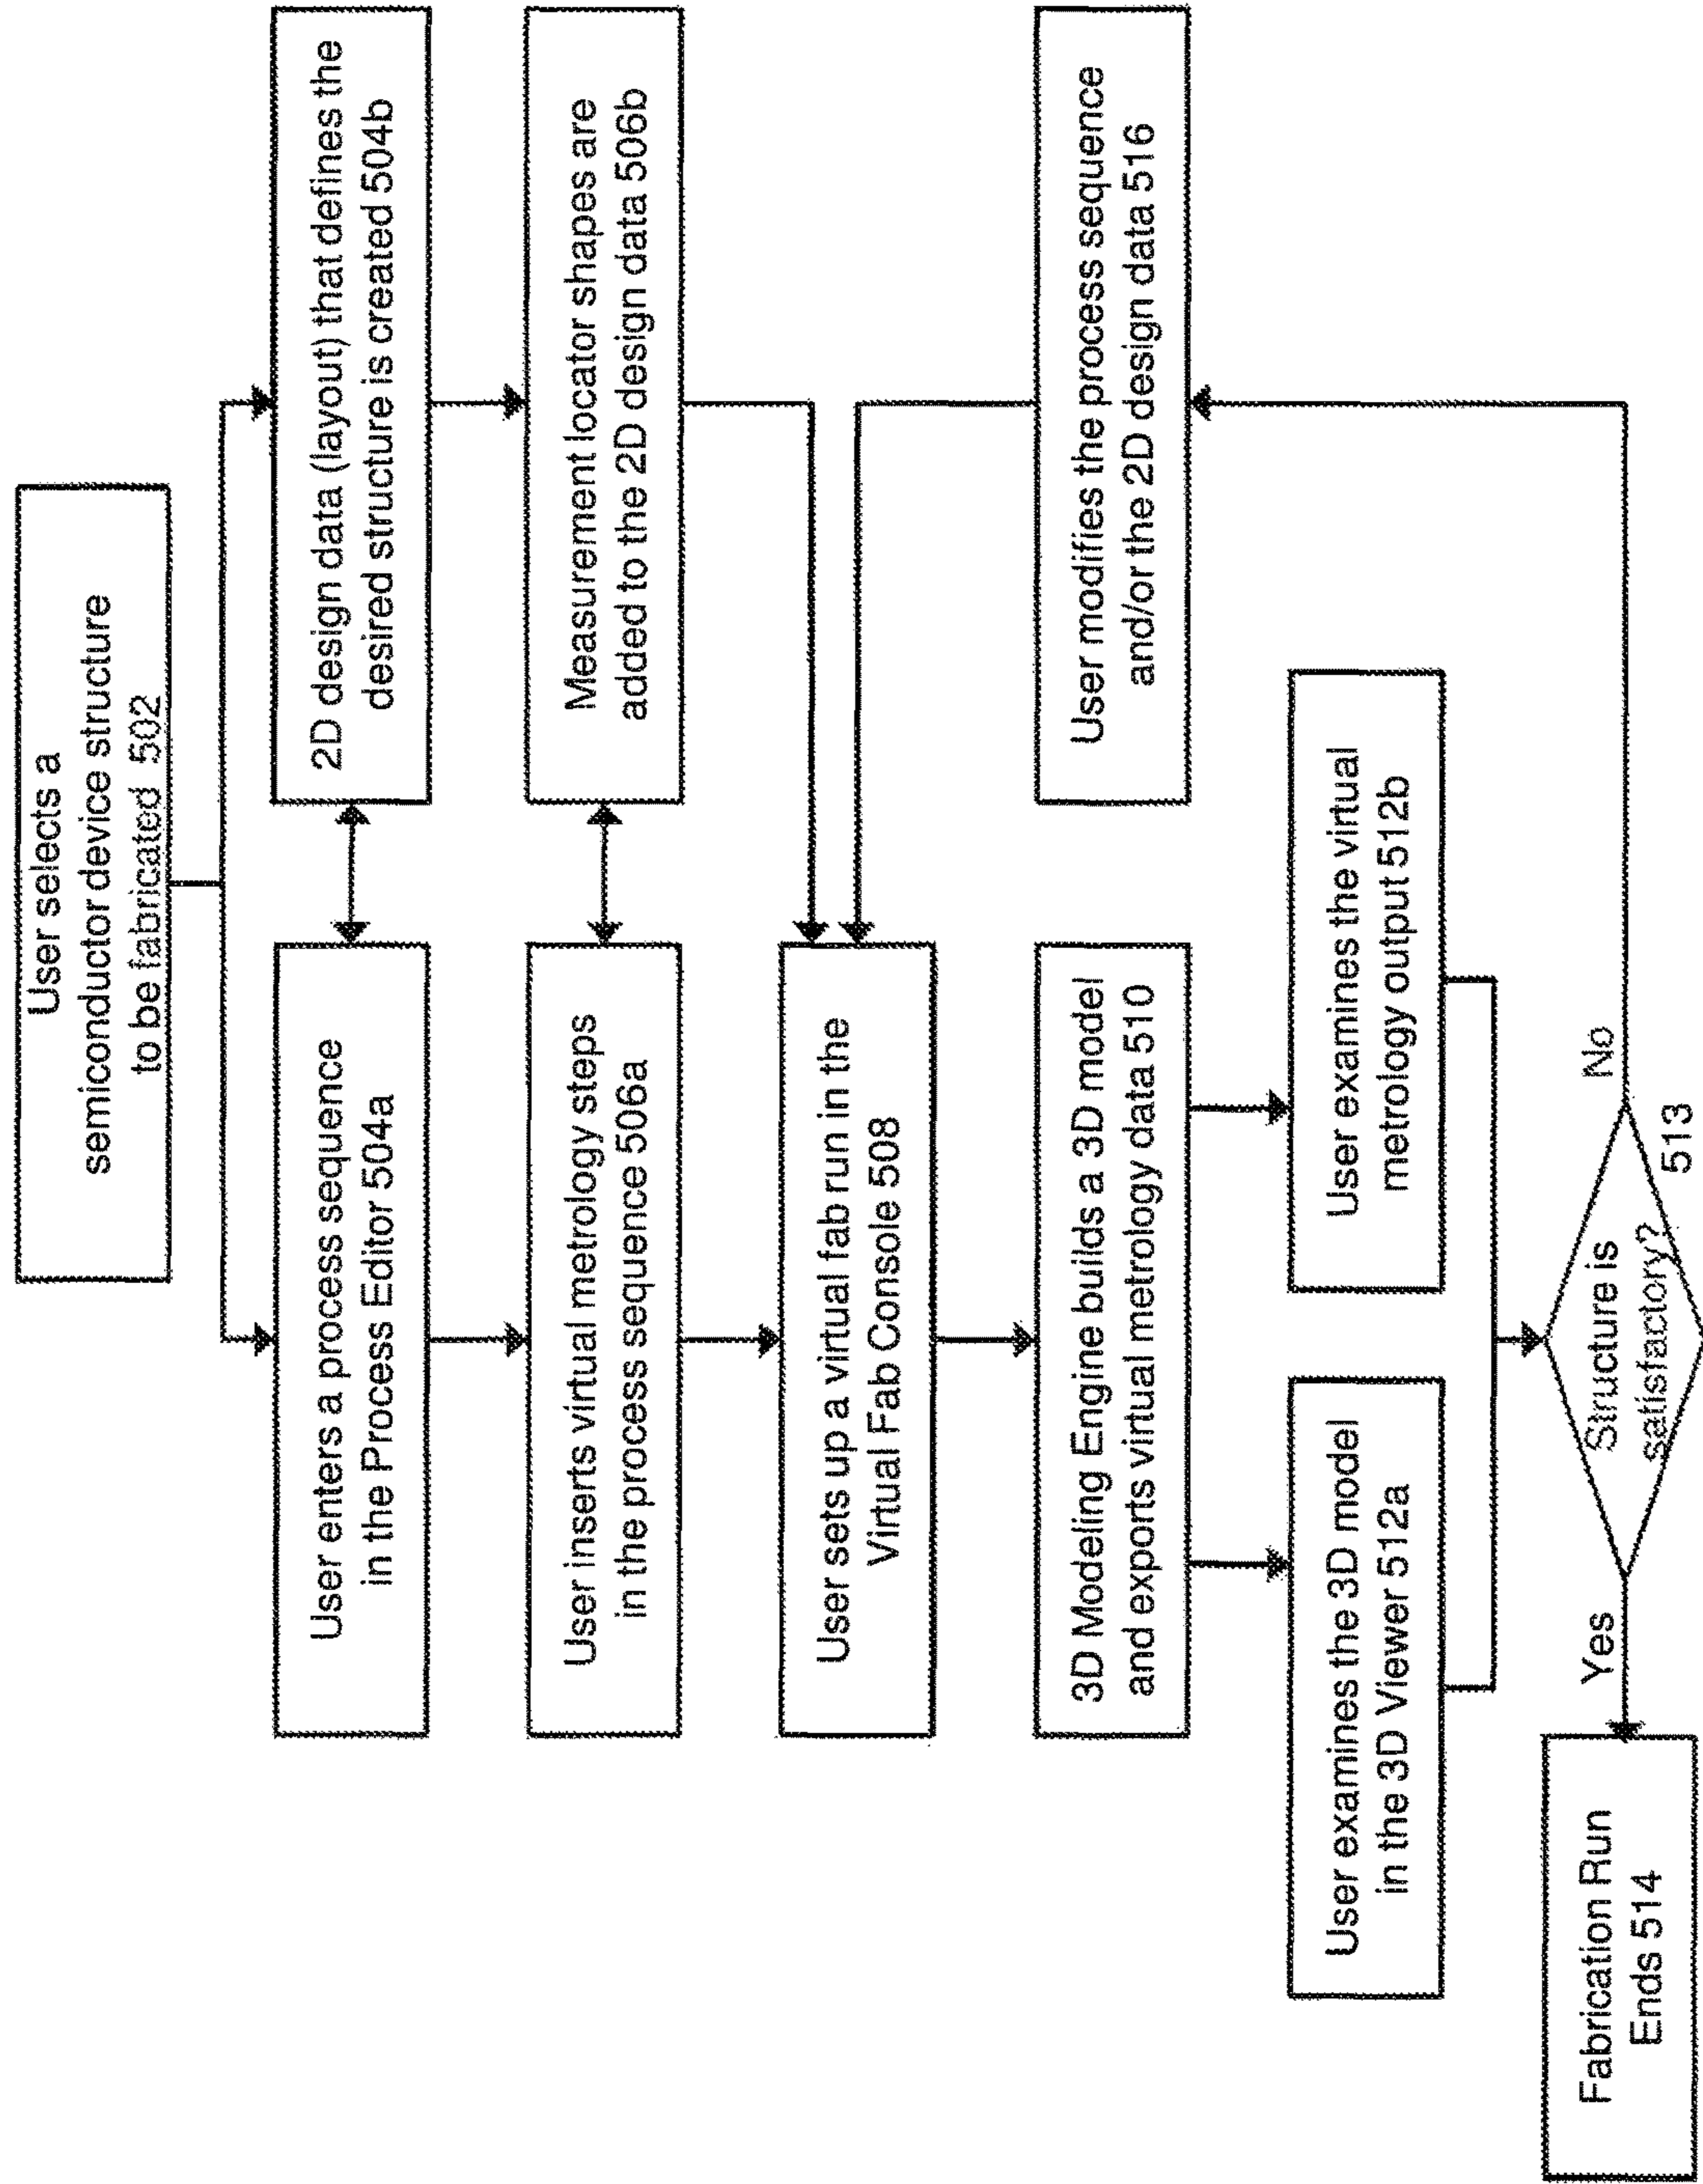 User selects a
semiconductor device structure
to be fabricated 502
User enters a process sequence
in the Process Editor 504a
2D design data (layout) that defines the
desired structure is created 504b
User inserts virtual metrology steps
in the process sequence 506a
Measurement locator shapes are
added to the 2D design data 506b
User sets up a virtual fab run in the
Virtual Fab Console 508
3D Modeling Engine builds a 3D model
and exports virtual metrology data 510
User modifies the process sequence
and/or the 2D design data 516
User examines the 3D model
in the 3D Viewer 512a
User examines the virtual
metrology output 512b
Structure is
satisfactory?
513
Yes
No
Fabrication Run
Ends 514